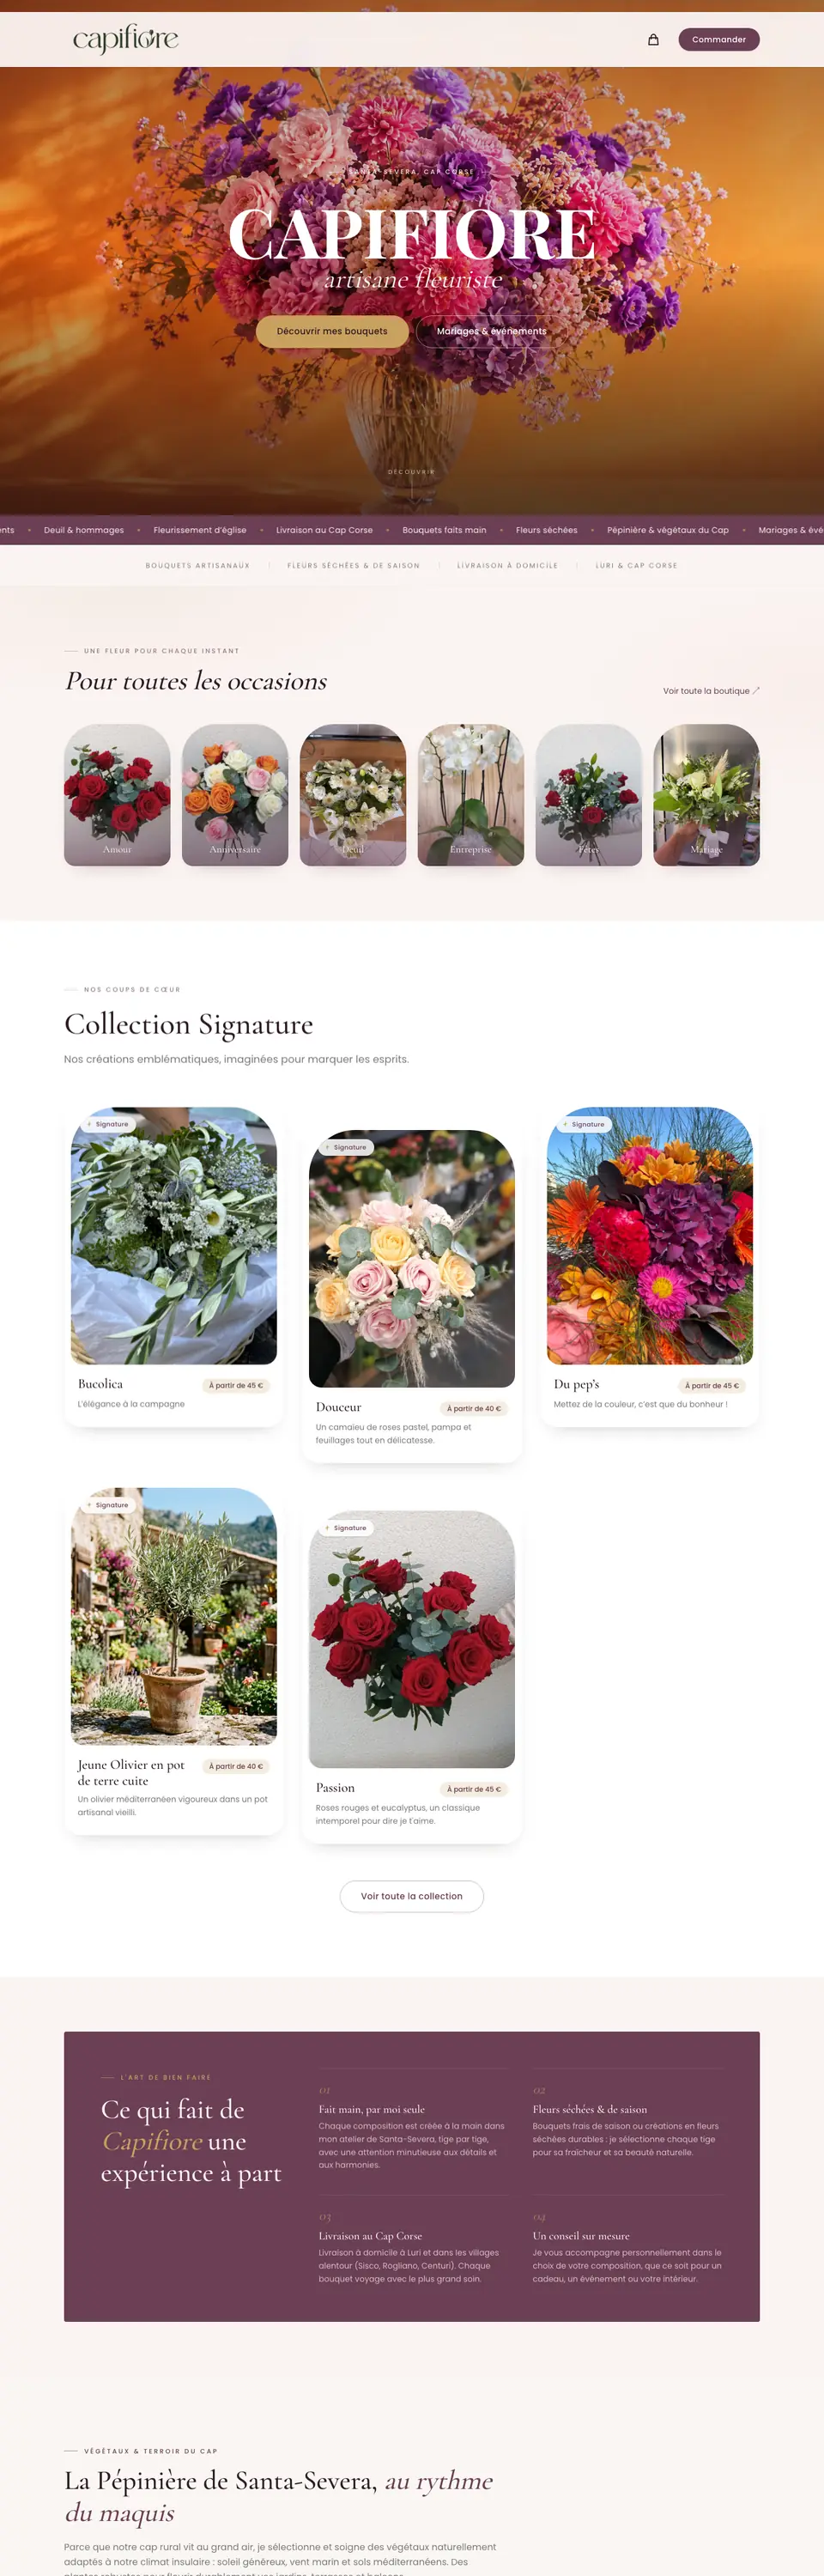 capifiore
Commander
SANTA-SEVERA, CAP CORSE
CAPIFIORE
artisane fleuriste
Découvrir mes bouquets
Mariages & événements
DÉCOUVRIR
Deuil & hommages
Fleurissement d'église
Livraison au Cap Corse
Bouquets faits main
Fleurs séchées
Pépinière & végétaux du Cap
BOUQUETS ARTISANAUX
FLEURS SÉCHÉES & DE SAISON
LIVRAISON À DOMICILE
LURI & CAP CORSE
UNE FLEUR POUR CHAQUE INSTANT
Pour toutes les occasions
Voir toute la boutique
Amour
Anniversaire
Deuil
Entreprise
Fêtes
Mariage
NOS COUPS DE CŒUR
Collection Signature
Nos créations emblématiques, imaginées pour marquer les esprits.
Signature
Bucolica
À partir de 45 €
L'élégance à la campagne
Signature
Douceur
À partir de 40 €
Un camaïeu de roses pastel, pampa et
feuillages tout en délicatesse.
Signature
Du pep's
À partir de 45 €
Mettez de la couleur, c'est que du bonheur !
Signature
Jeune Olivier en pot
de terre cuite
À partir de 40 €
Un olivier méditerranéen vigoureux dans un pot
artisanal vieilli.
Signature
Passion
À partir de 45 €
Roses rouges et eucalyptus, un classique
intemporel pour dire je t'aime.
Voir toute la collection
L'ART DE BIEN FAIRE
Ce qui fait de
Capifiore une
expérience à part
01
Fait main, par moi seule
Chaque composition est créée à la main dans
mon atelier de Santa-Severa, tige par tige,
avec une attention minutieuse aux détails et
aux harmonies.
02
Fleurs séchées & de saison
Bouquets frais de saison ou créations en fleurs
séchées durables : je sélectionne chaque tige
pour sa fraîcheur et sa beauté naturelle.
03
Livraison au Cap Corse
Livraison à domicile à Luri et dans les villages
alentour (Sisco, Rogliano, Centuri). Chaque
bouquet voyage avec le plus grand soin.
04
Un conseil sur mesure
Je vous accompagne personnellement dans le
choix de votre composition, que ce soit pour un
cadeau, un événement ou votre intérieur.
VÉGÉTAUX & TERROIR DU CAP
La Pépinière de Santa-Severa, au rythme
du maquis
Parce que notre cap rural vit au grand air, je sélectionne et soigne des végétaux naturellement
adaptés à notre climat insulaire : soleil généreux, vent marin et sols méditerranéens. Des